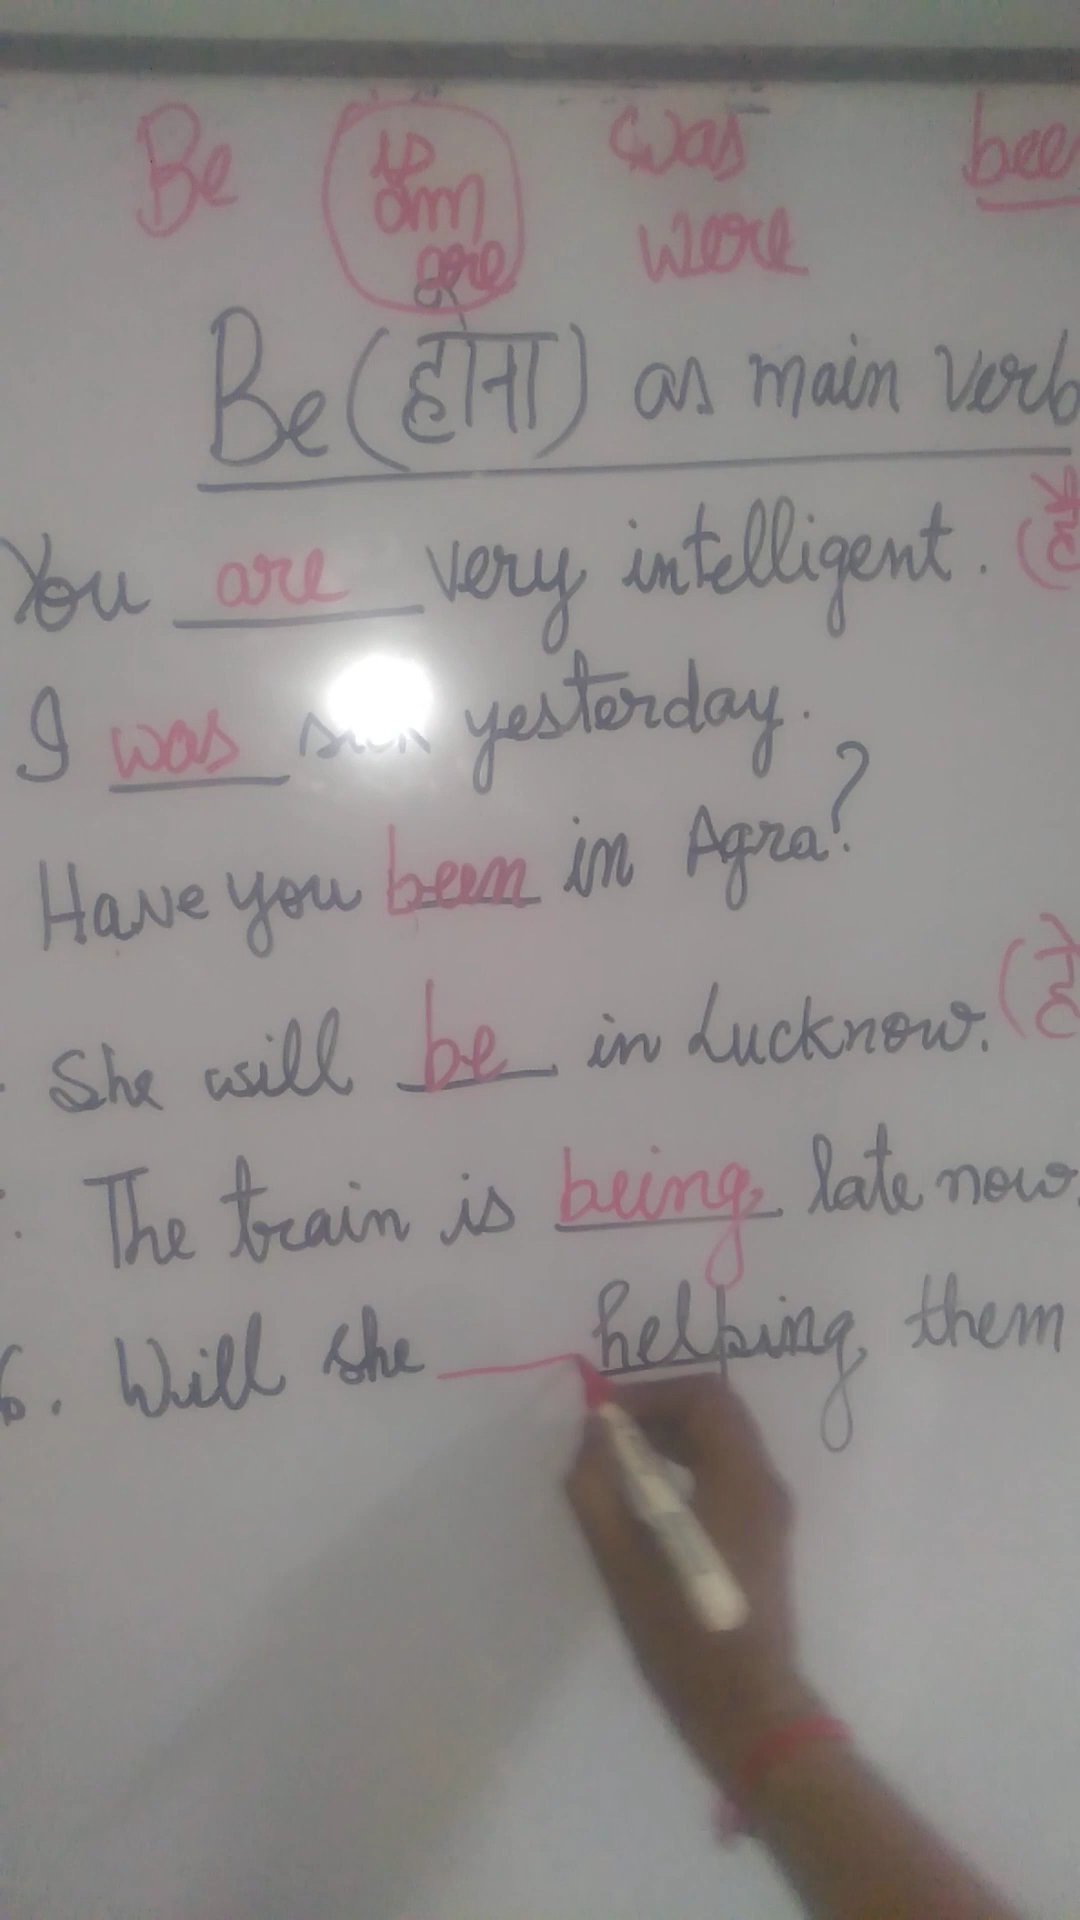 Be is was
am were
are
Be (होना) as main verb
You are very intelligent.
I was yesterday.
Have you been in Agra?
She will be in Lucknow.
The train is being late now.
6. Will she helping them